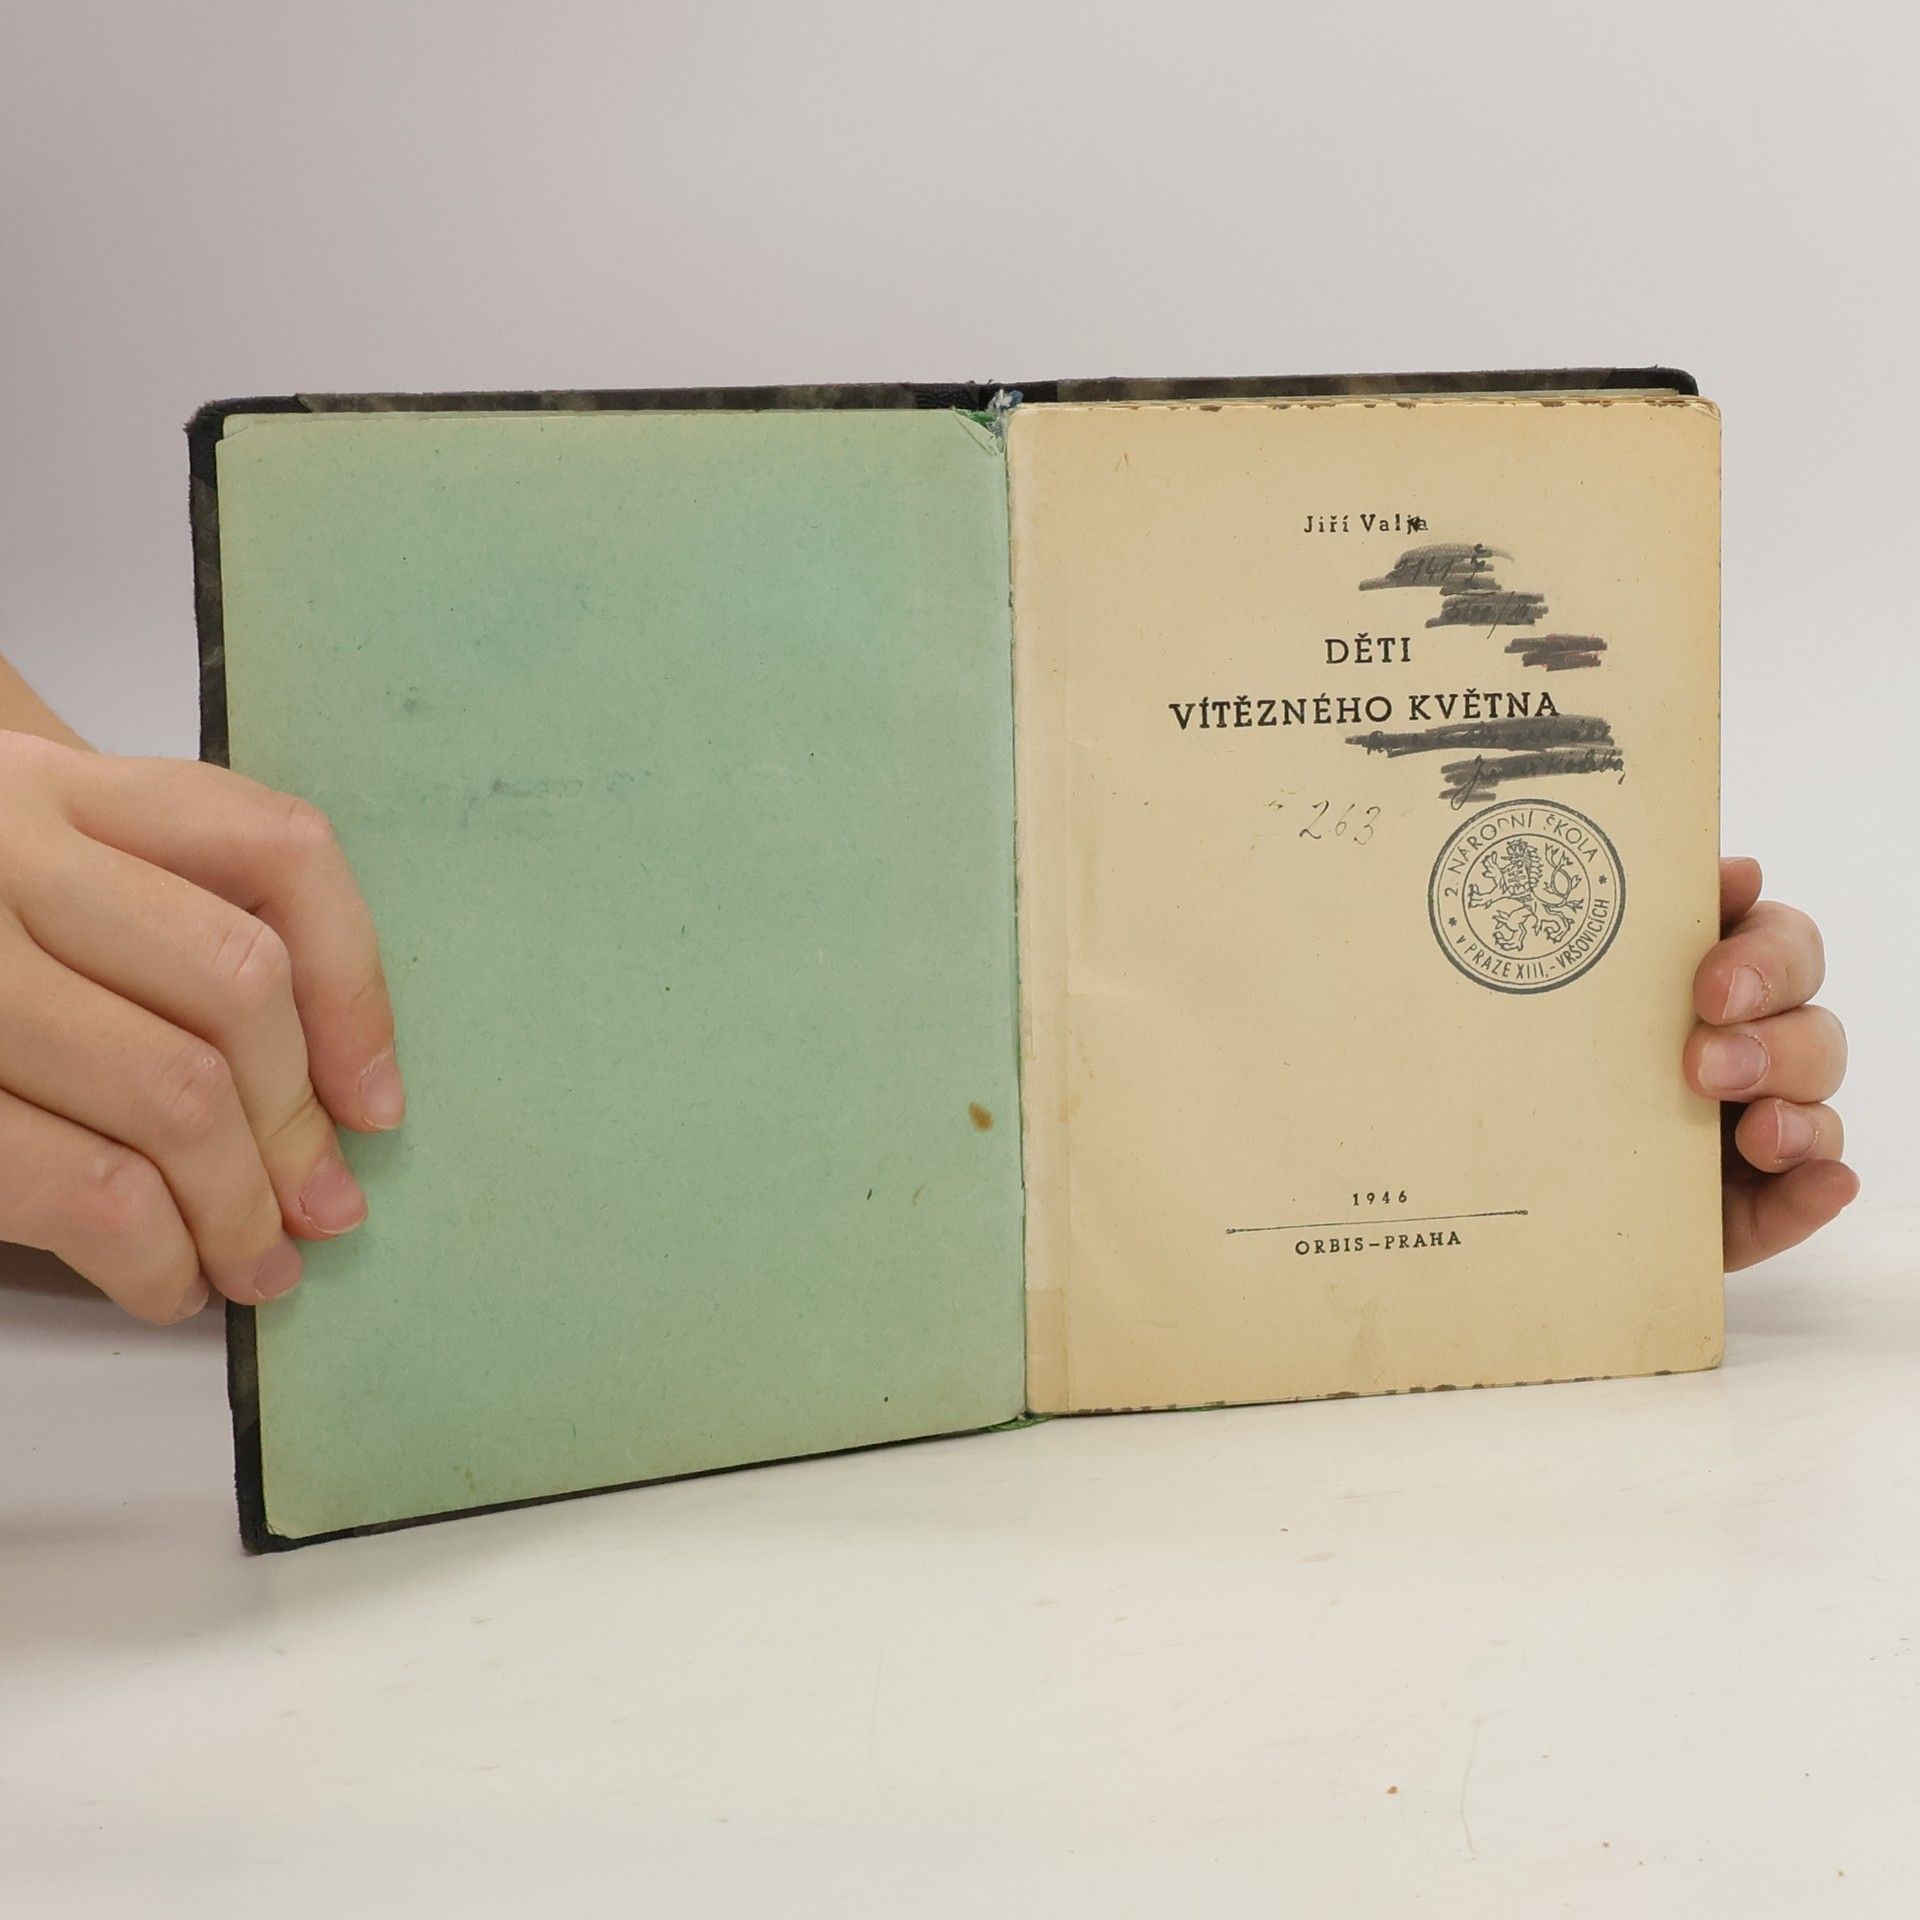 Jiří Valja
DĚTI
VÍTĚZNÉHO KVĚTNA
263
* 2. NÁRODNÍ ŠKOLA *
V PRAZE XIII.-VRŠOVICÍCH
1946
ORBIS-PRAHA